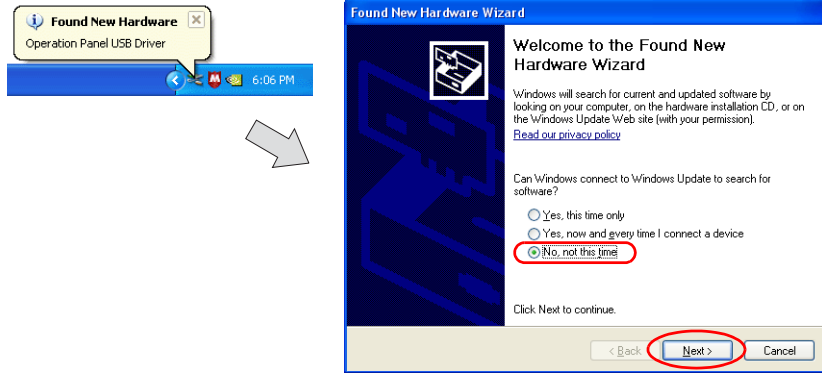 Found New Hardware
Operation Panel USB Driver
6:06 PM
Found New Hardware Wizard
Welcome to the Found New
Hardware Wizard
Windows will search for current and updated software by
looking on your computer, on the hardware installation CD, or on
the Windows Update Web site (with your permission).
Read our privacy policy
Can Windows connect to Windows Update to search for
software?
Yes, this time only
Yes, now and every time I connect a device
No, not this time
Click Next to continue.
< Back
Next >
Cancel